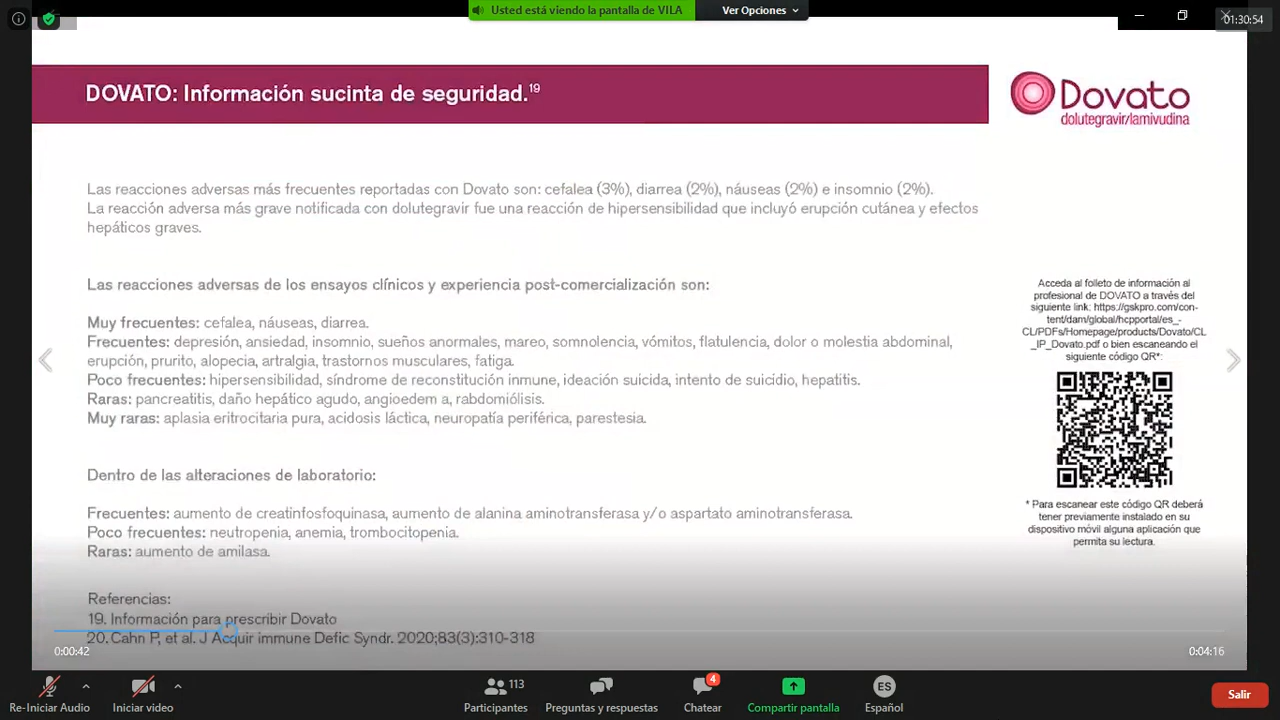 Usted está viendo la pantalla de VILA
Ver Opciones
01:30:54
DOVATO: Información sucinta de seguridad.19
Dovato
dolutegravir/lamivudina
Las reacciones adversas más frecuentes reportadas con Dovato son: cefalea (3%), diarrea (2%), náuseas (2%) e insomnio (2%).
La reacción adversa más grave notificada con dolutegravir fue una reacción de hipersensibilidad que incluyó erupción cutánea y efectos
hepáticos graves.
Las reacciones adversas de los ensayos clínicos y experiencia post-comercialización son:
Muy frecuentes: cefalea, náuseas, diarrea.
Frecuentes: depresión, ansiedad, insomnio, sueños anormales, mareo, somnolencia, vómitos, flatulencia, dolor o molestia abdominal,
erupción, prurito, alopecia, artralgia, trastornos musculares, fatiga.
Poco frecuentes: hipersensibilidad, síndrome de reconstitución inmune, ideación suicida, intento de suicidio, hepatitis.
Raras: pancreatitis, daño hepático agudo, angioedem a, rabdomiólisis.
Muy raras: aplasia eritrocitaria pura, acidosis láctica, neuropatía periférica, parestesia.
Dentro de las alteraciones de laboratorio:
Frecuentes: aumento de creatinfosfoquinasa, aumento de alanina aminotransferasa y/o aspartato aminotransferasa.
Poco frecuentes: neutropenia, anemia, trombocitopenia.
Raras: aumento de amilasa.
Referencias:
19. Información para prescribir Dovato
20. Cahn P, et al. J Acquir immune Defic Syndr. 2020;83(3):310-318
Acceda al folleto de información al
profesional de DOVATO a través del
siguiente link: https://gskpro.com/con-
tent/dam/global/hcpportal/es_-
CL/PDFs/Homepage/products/Dovato/CL
_IP_Dovato.pdf o bien escaneando el
siguiente código QR*:
* Para escanear este código QR deberá
tener previamente instalado en su
dispositivo móvil alguna aplicación que
permita su lectura.
0:00:42
0:04:16
Re-Iniciar Audio
Iniciar video
113
Participantes
Preguntas y respuestas
4
Chatear
Compartir pantalla
ES
Español
Salir